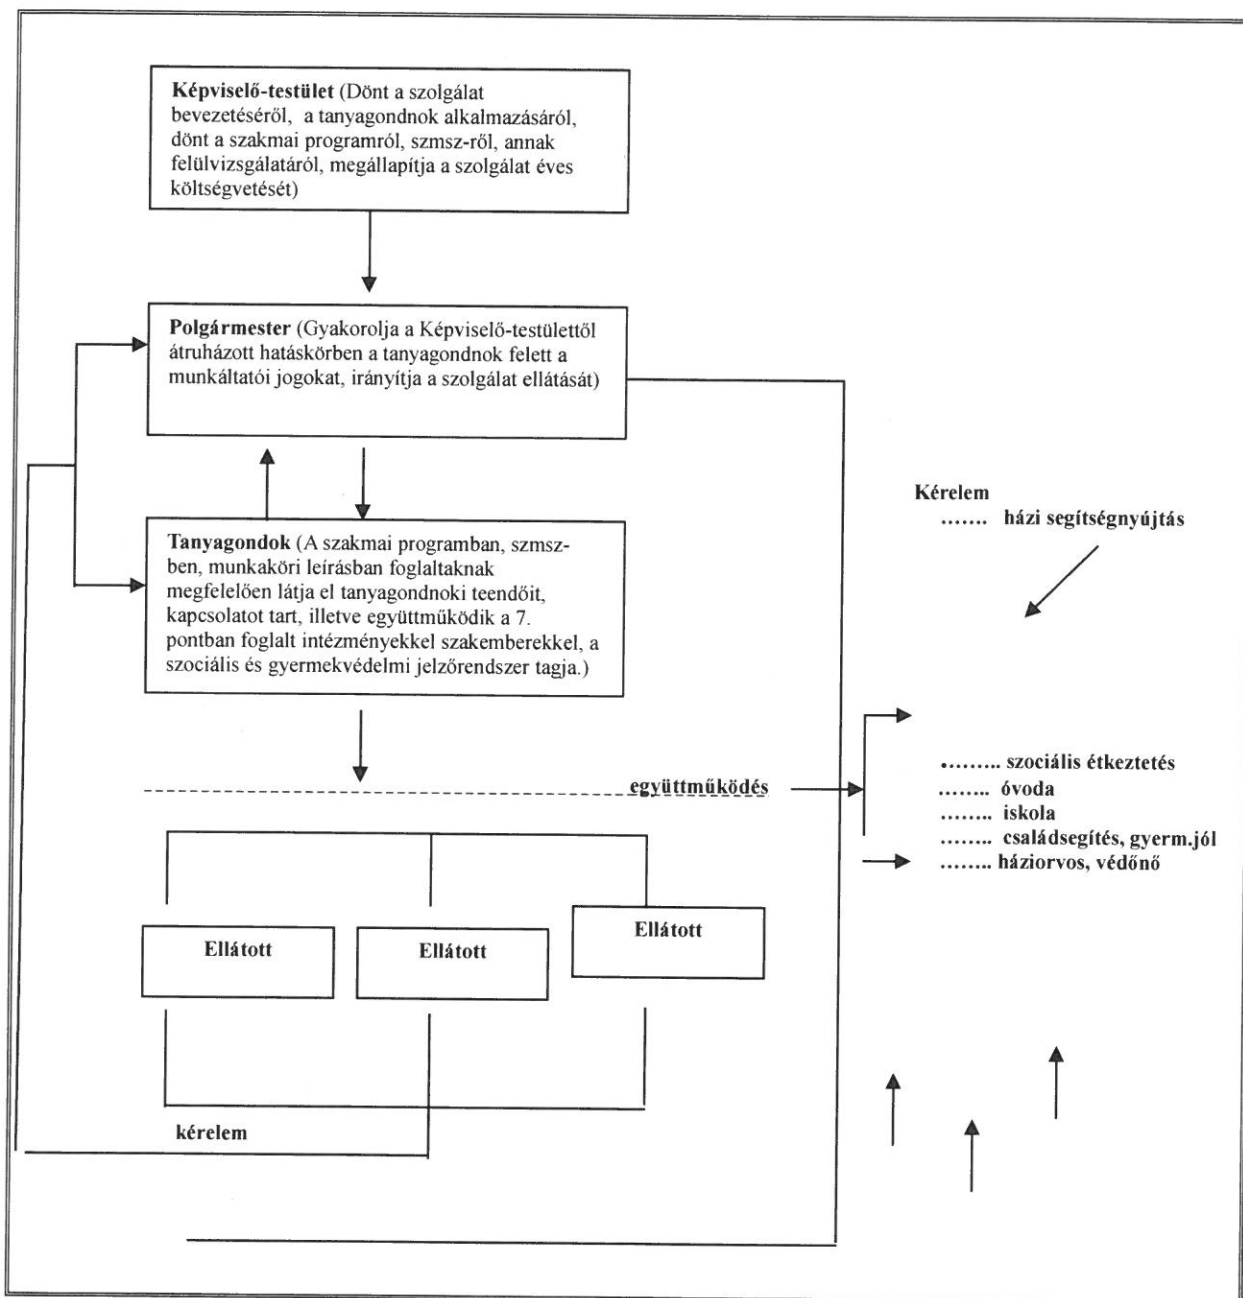 Képviselő-testület (Dönt a szolgálat
bevezetéséről, a tanyagondnok alkalmazásáról,
dönt a szakmai programról, szmsz-ről, annak
felülvizsgálatáról, megállapítja a szolgálat éves
költségvetését)
Polgármester (Gyakorolja a Képviselő-testülettől
átruházott hatáskörben a tanyagondnok felett a
munkáltatói jogokat, irányítja a szolgálat ellátását)
Tanyagondok (A szakmai programban, szmsz-
ben, munkaköri leírásban foglaltaknak
megfelelően látja el tanyagondnoki teendőit,
kapcsolatot tart, illetve együttműködik a 7.
pontban foglalt intézményekkel szakemberekkel, a
szociális és gyermekvédelmi jelzőrendszer tagja.)
együttműködés
Ellátott
Ellátott
Ellátott
kérelem
Kérelem
....... házi segítségnyújtás
......... szociális étkeztetés
........ óvoda
........ iskola
........ családsegítés, gyerm.jól
........ háziorvos, védőnő